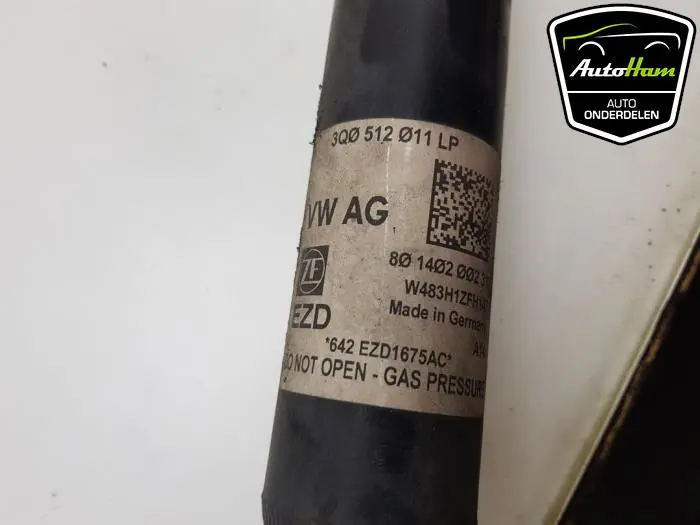 AutoHam
AUTO
ONDERDELEN
3QØ 512 Ø11 LP
VW AG
8Ø 14Ø2 ØØ2
ZF
Made in German
EZD
*642 EZD1675AC*
NOT OPEN - GAS PRESSURE